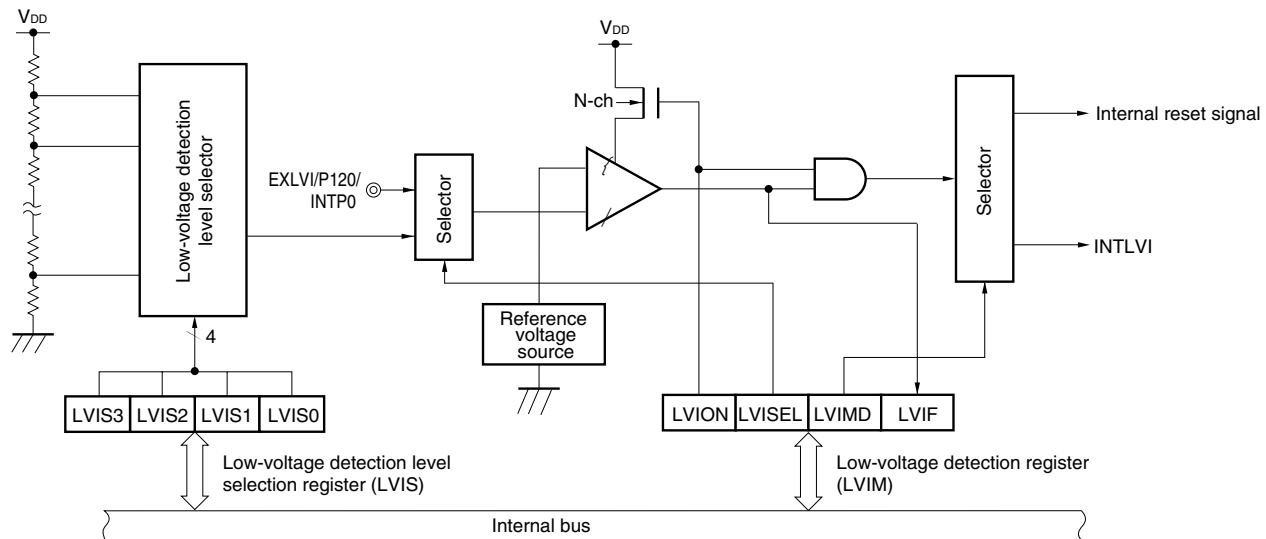 VDD
VDD
N-ch
Low-voltage detection
level selector
EXLVI/P120/
INTP0
Selector
Selector
Internal reset signal
INTLVI
Reference
voltage
source
4
LVIS3 LVIS2 LVIS1 LVIS0
LVION LVISEL LVIMD LVIF
Low-voltage detection level
selection register (LVIS)
Low-voltage detection register
(LVIM)
Internal bus